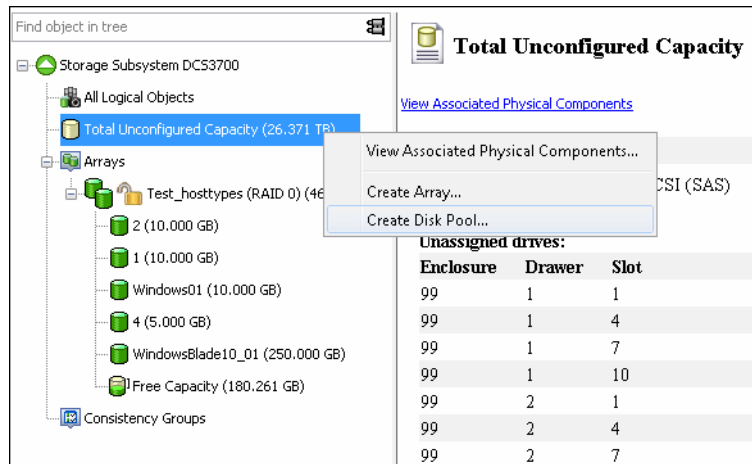 Find object in tree
Storage Subsystem DCS3700
All Logical Objects
Total Unconfigured Capacity (26.371 TB)
Arrays
Test_hosttypes (RAID 0) (46
2 (10.000 GB)
1 (10.000 GB)
Windows01 (10.000 GB)
4 (5.000 GB)
WindowsBlade10_01 (250.000 GB)
Free Capacity (180.261 GB)
Consistency Groups
View Associated Physical Components...
Create Array...
Create Disk Pool...
Total Unconfigured Capacity
View Associated Physical Components
CSI (SAS)
Unassigned drives:
Enclosure Drawer Slot
99 1 1
99 1 4
99 1 7
99 1 10
99 2 1
99 2 4
99 2 7